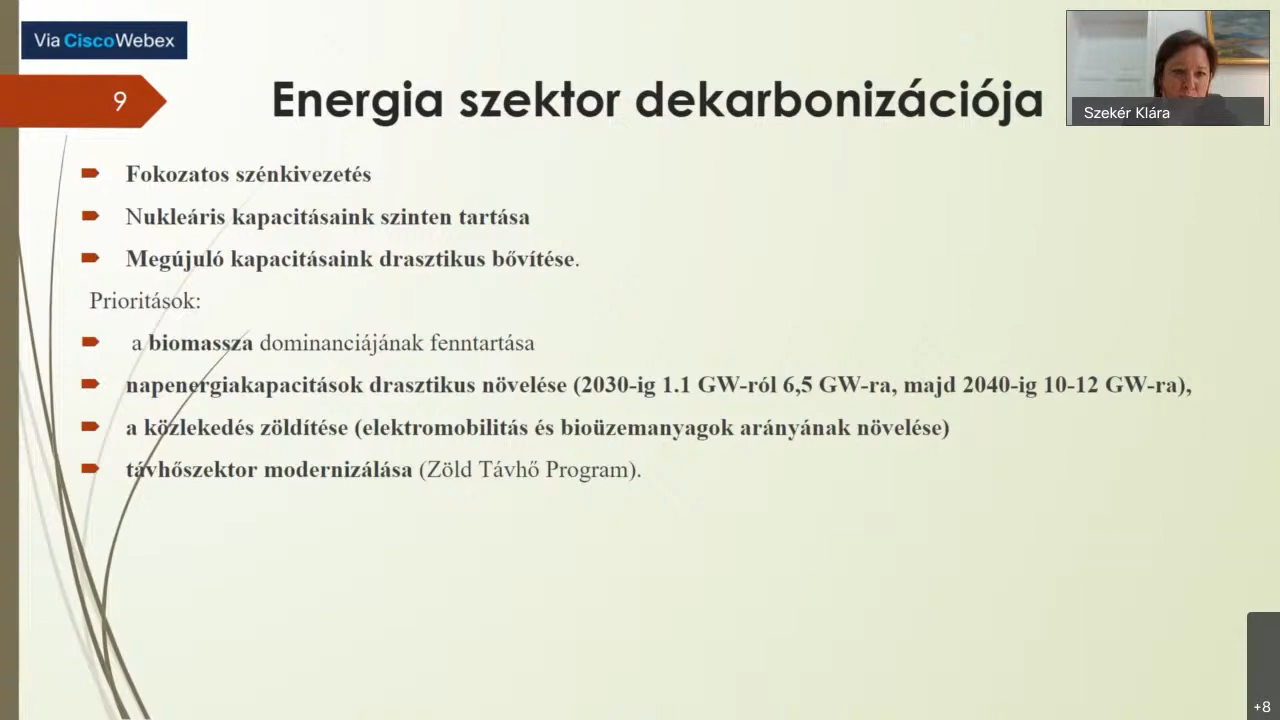 Via Cisco Webex
9
Energia szektor dekarbonizációja
Szekér Klára
Fokozatos szénkivezetés
Nukleáris kapacitásaink szinten tartása
Megújuló kapacitásaink drasztikus bővítése.
Prioritások:
a biomassza dominanciájának fenntartása
napenergiakapacitások drasztikus növelése (2030-ig 1.1 GW-ról 6,5 GW-ra, majd 2040-ig 10-12 GW-ra),
a közlekedés zöldítése (elektromobilitás és bioüzemanyagok arányának növelése)
távhőszektor modernizálása (Zöld Távhő Program).
+8